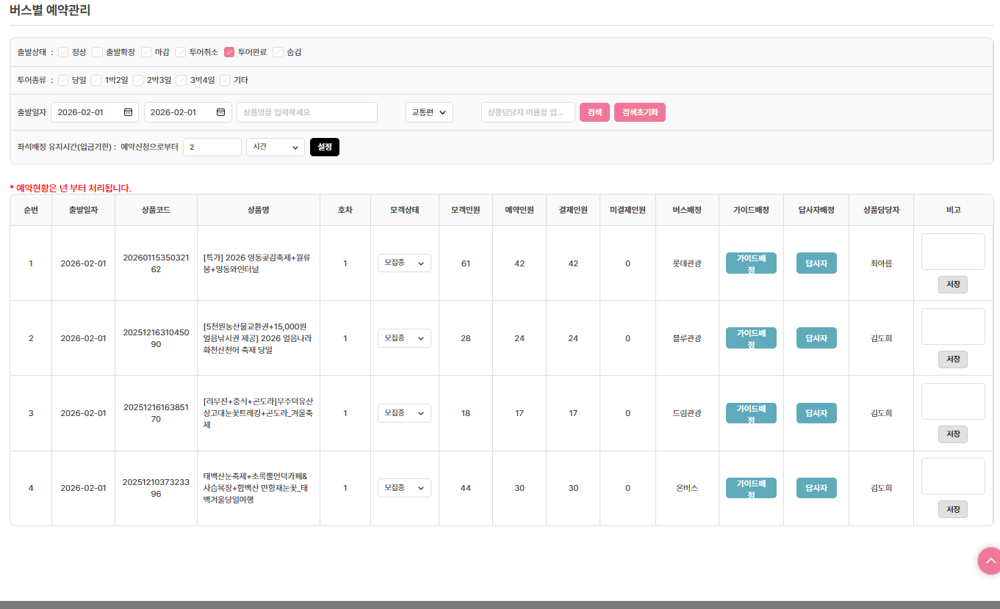 버스별 예약관리
출발상태 : 정상 출발확정 마감 투어취소 투어완료 숨김
투어종류 : 당일 1박2일 2박3일 3박4일 기타
출발일자 2026-02-01 2026-02-01 상품명을 입력하세요 교통편 상품담당자 이름을 입... 검색 검색초기화
좌석배정 유지시간(입금기한) : 예약신청으로부터 2 시간 설정
* 예약현황은 년 부터 처리됩니다.
순번 출발일자 상품코드 상품명 호차 모객상태 모객인원 예약인원 결제인원 미결제인원 버스배정 가이드배정 답사자배정 상품담당자 비고
1 2026-02-01
20260115350321
62
[특가] 2026 영동곶감축제+월류
봉+영동와인터널
1 모집중 61 42 42 0 롯데관광
가이드배
정
답사자 최아름
저장
2 2026-02-01
20251216310450
90
[5천원농산물교환권+15,000원
얼음낚시권 제공] 2026 얼음나라
화천산천어 축제 당일
1 모집중 28 24 24 0 블루관광
가이드배
정
답사자 김도희
저장
3 2026-02-01
20251216163851
70
[리무진+중식+곤도라]무주덕유산
상고대눈꽃트레킹+곤도라_겨울축
제
1 모집중 18 17 17 0 드림관광
가이드배
정
답사자 김도희
저장
4 2026-02-01
20251210373233
96
태백산눈축제+초록뿔언덕카페&
사슴목장+함백산 만항재눈꽃_태
백겨울당일여행
1 모집중 44 30 30 0 온버스
가이드배
정
답사자 김도희
저장